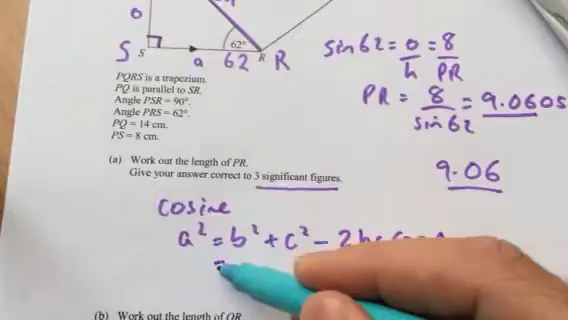 o
S S
62°
a 62 R R
sin 62 = o = 8
h PR
PR = 8 = 9.0605
sin 62
PQRS is a trapezium.
PQ is parallel to SR.
Angle PSR = 90°.
Angle PRS = 62°.
PQ = 14 cm.
PS = 8 cm.
(a) Work out the length of PR.
Give your answer correct to 3 significant figures.
9.06
cosine
a² = b² + c² - 2bc
=
(b) Work out the length of QR